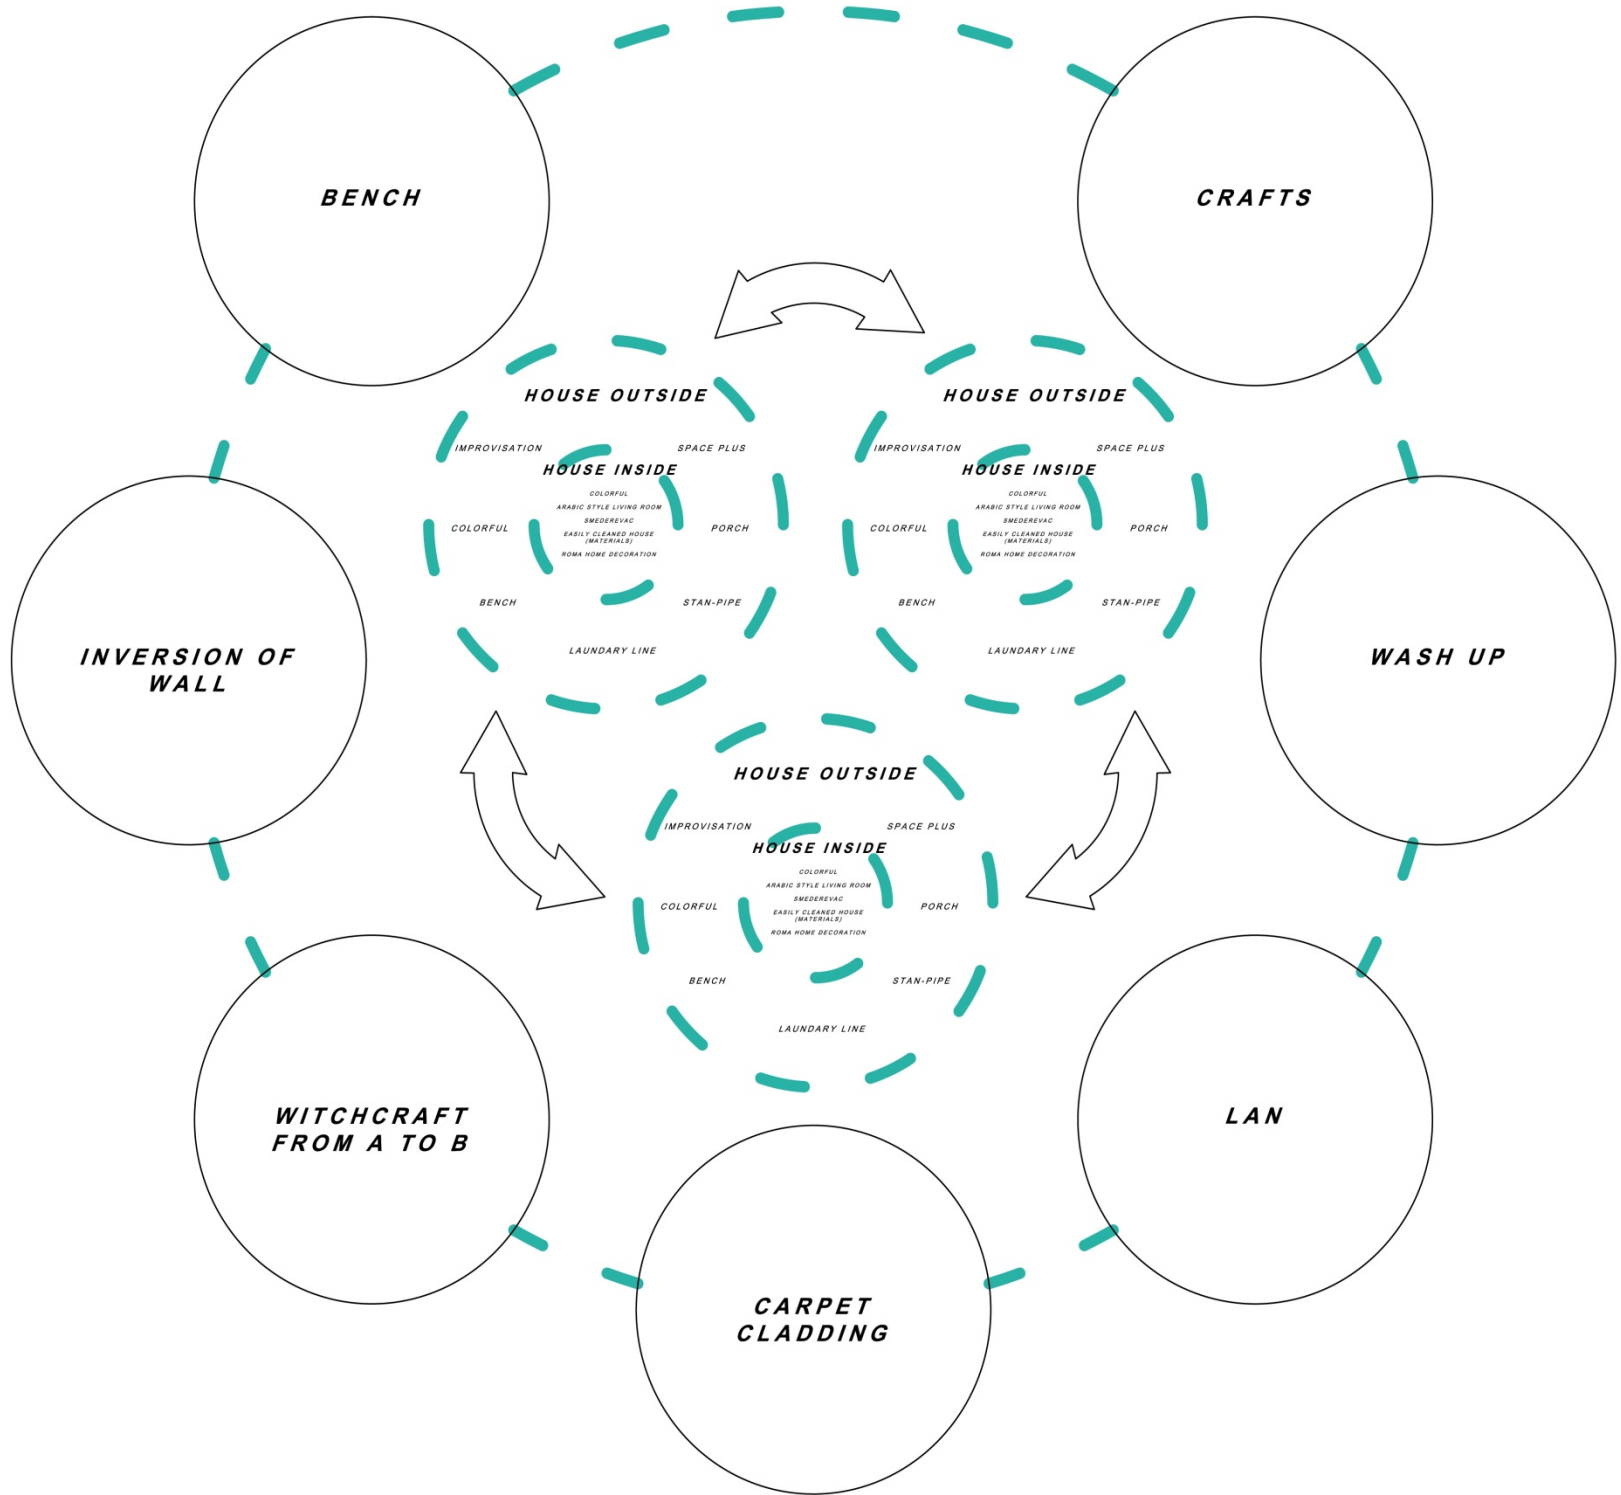 BENCH
CRAFTS
HOUSE OUTSIDE
IMPROVISATION
SPACE PLUS
HOUSE INSIDE
COLORFUL
ARABIC STYLE LIVING ROOM
SMEDEREVAC
EASILY CLEANED HOUSE
(MATERIALS)
ROMA HOME DECORATION
COLORFUL
PORCH
BENCH
STAN-PIPE
LAUNDARY LINE
HOUSE OUTSIDE
IMPROVISATION
SPACE PLUS
HOUSE INSIDE
COLORFUL
ARABIC STYLE LIVING ROOM
SMEDEREVAC
EASILY CLEANED HOUSE
(MATERIALS)
ROMA HOME DECORATION
COLORFUL
PORCH
BENCH
STAN-PIPE
LAUNDARY LINE
INVERSION OF
WALL
WASH UP
HOUSE OUTSIDE
IMPROVISATION
SPACE PLUS
HOUSE INSIDE
COLORFUL
ARABIC STYLE LIVING ROOM
SMEDEREVAC
EASILY CLEANED HOUSE
(MATERIALS)
ROMA HOME DECORATION
COLORFUL
PORCH
BENCH
STAN-PIPE
LAUNDARY LINE
WITCHCRAFT
FROM A TO B
LAN
CARPET
CLADDING